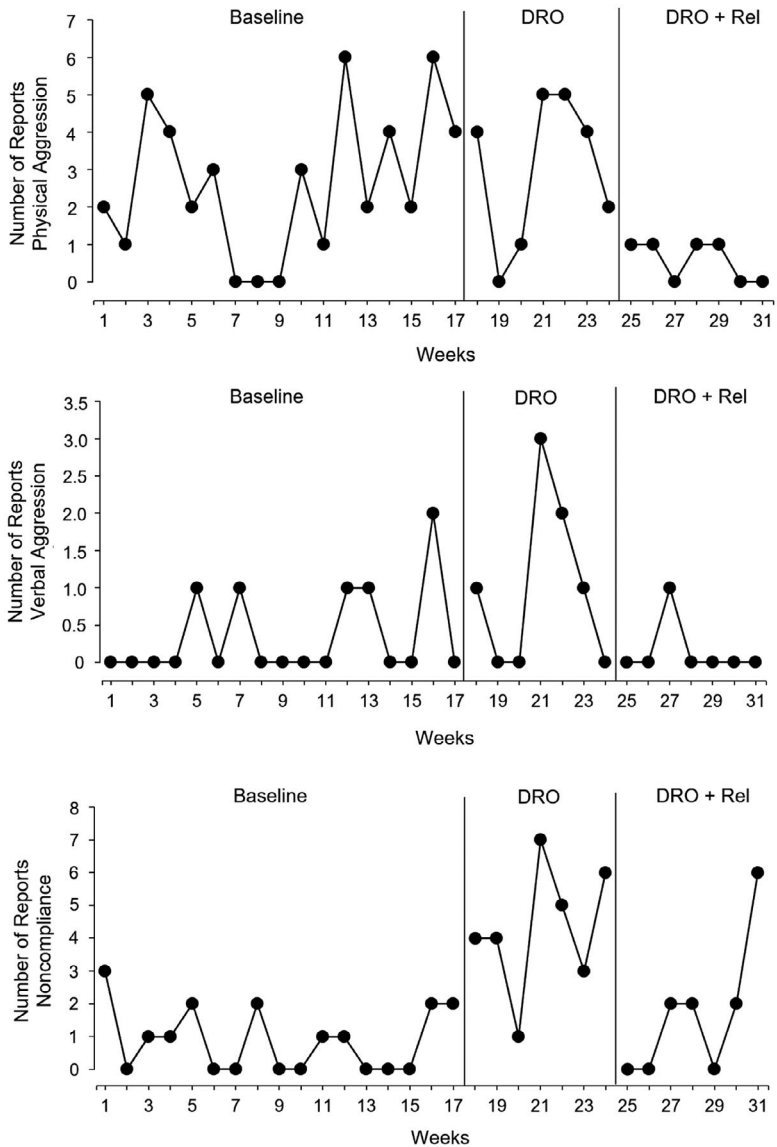 Baseline DRO DRO + Rel
Number of Reports
Physical Aggression
7
6
5
4
3
2
1
0
1 3 5 7 9 11 13 15 17 19 21 23 25 27 29 31
Weeks
Baseline DRO DRO + Rel
Number of Reports
Verbal Aggression
3.5
3.0
2.5
2.0
1.5
1.0
0.5
0
1 3 5 7 9 11 13 15 17 19 21 23 25 27 29 31
Weeks
Baseline DRO DRO + Rel
Number of Reports
Noncompliance
8
7
6
5
4
3
2
1
0
1 3 5 7 9 11 13 15 17 19 21 23 25 27 29 31
Weeks